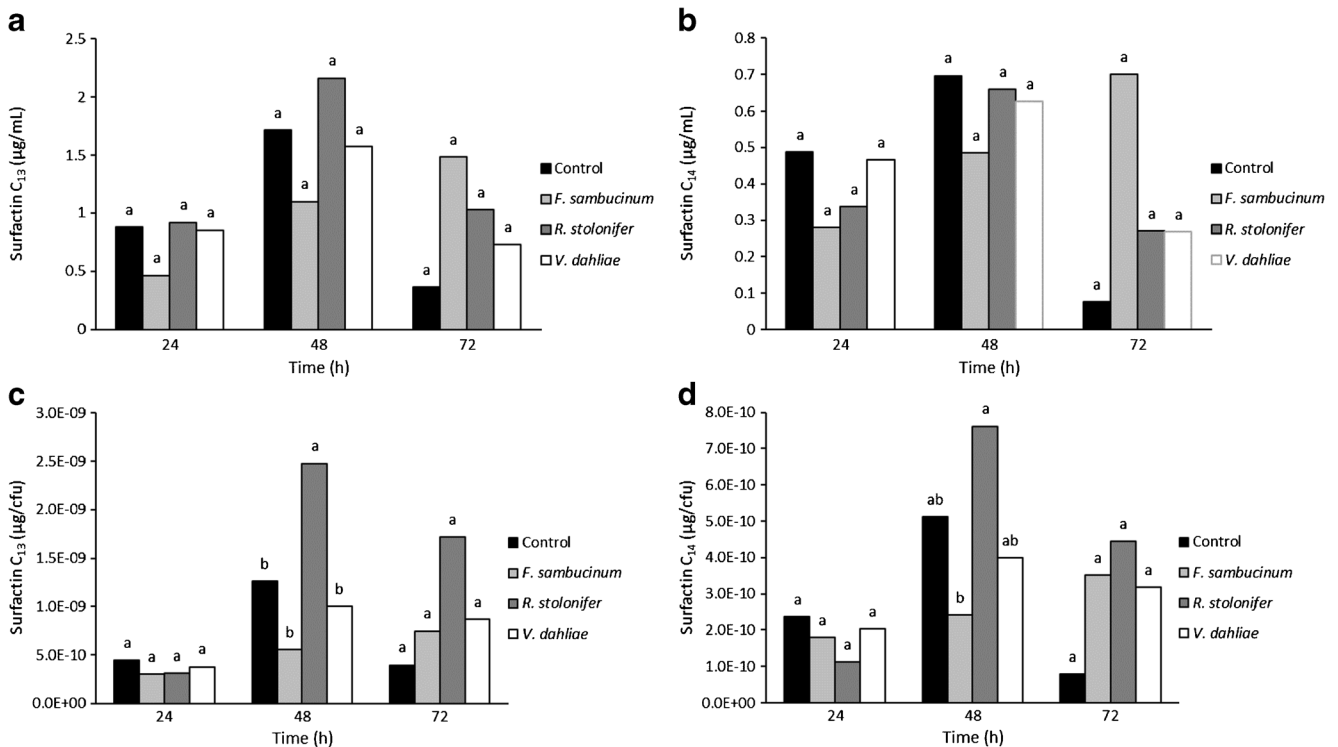 a
Surfactin C13 (µg/mL)
2.5
2
1.5
1
0.5
0
a a a a
a a a a
a a a a
24 48 72
Time (h)
Control
F. sambucinum
R. stolonifer
V. dahliae
b
Surfactin C14 (µg/mL)
0.8
0.7
0.6
0.5
0.4
0.3
0.2
0.1
0
a a a a
a a a a
a a a a
24 48 72
Time (h)
Control
F. sambucinum
R. stolonifer
V. dahliae
c
Surfactin C13 (µg/cfu)
3.0E-09
2.5E-09
2.0E-09
1.5E-09
1.0E-09
5.0E-10
0.0E+00
a a a a
b b a b
a a a a
24 48 72
Time (h)
Control
F. sambucinum
R. stolonifer
V. dahliae
d
Surfactin C14 (µg/cfu)
8.0E-10
7.0E-10
6.0E-10
5.0E-10
4.0E-10
3.0E-10
2.0E-10
1.0E-10
0.0E+00
a a a a
ab b a ab
a a a a
24 48 72
Time (h)
Control
F. sambucinum
R. stolonifer
V. dahliae